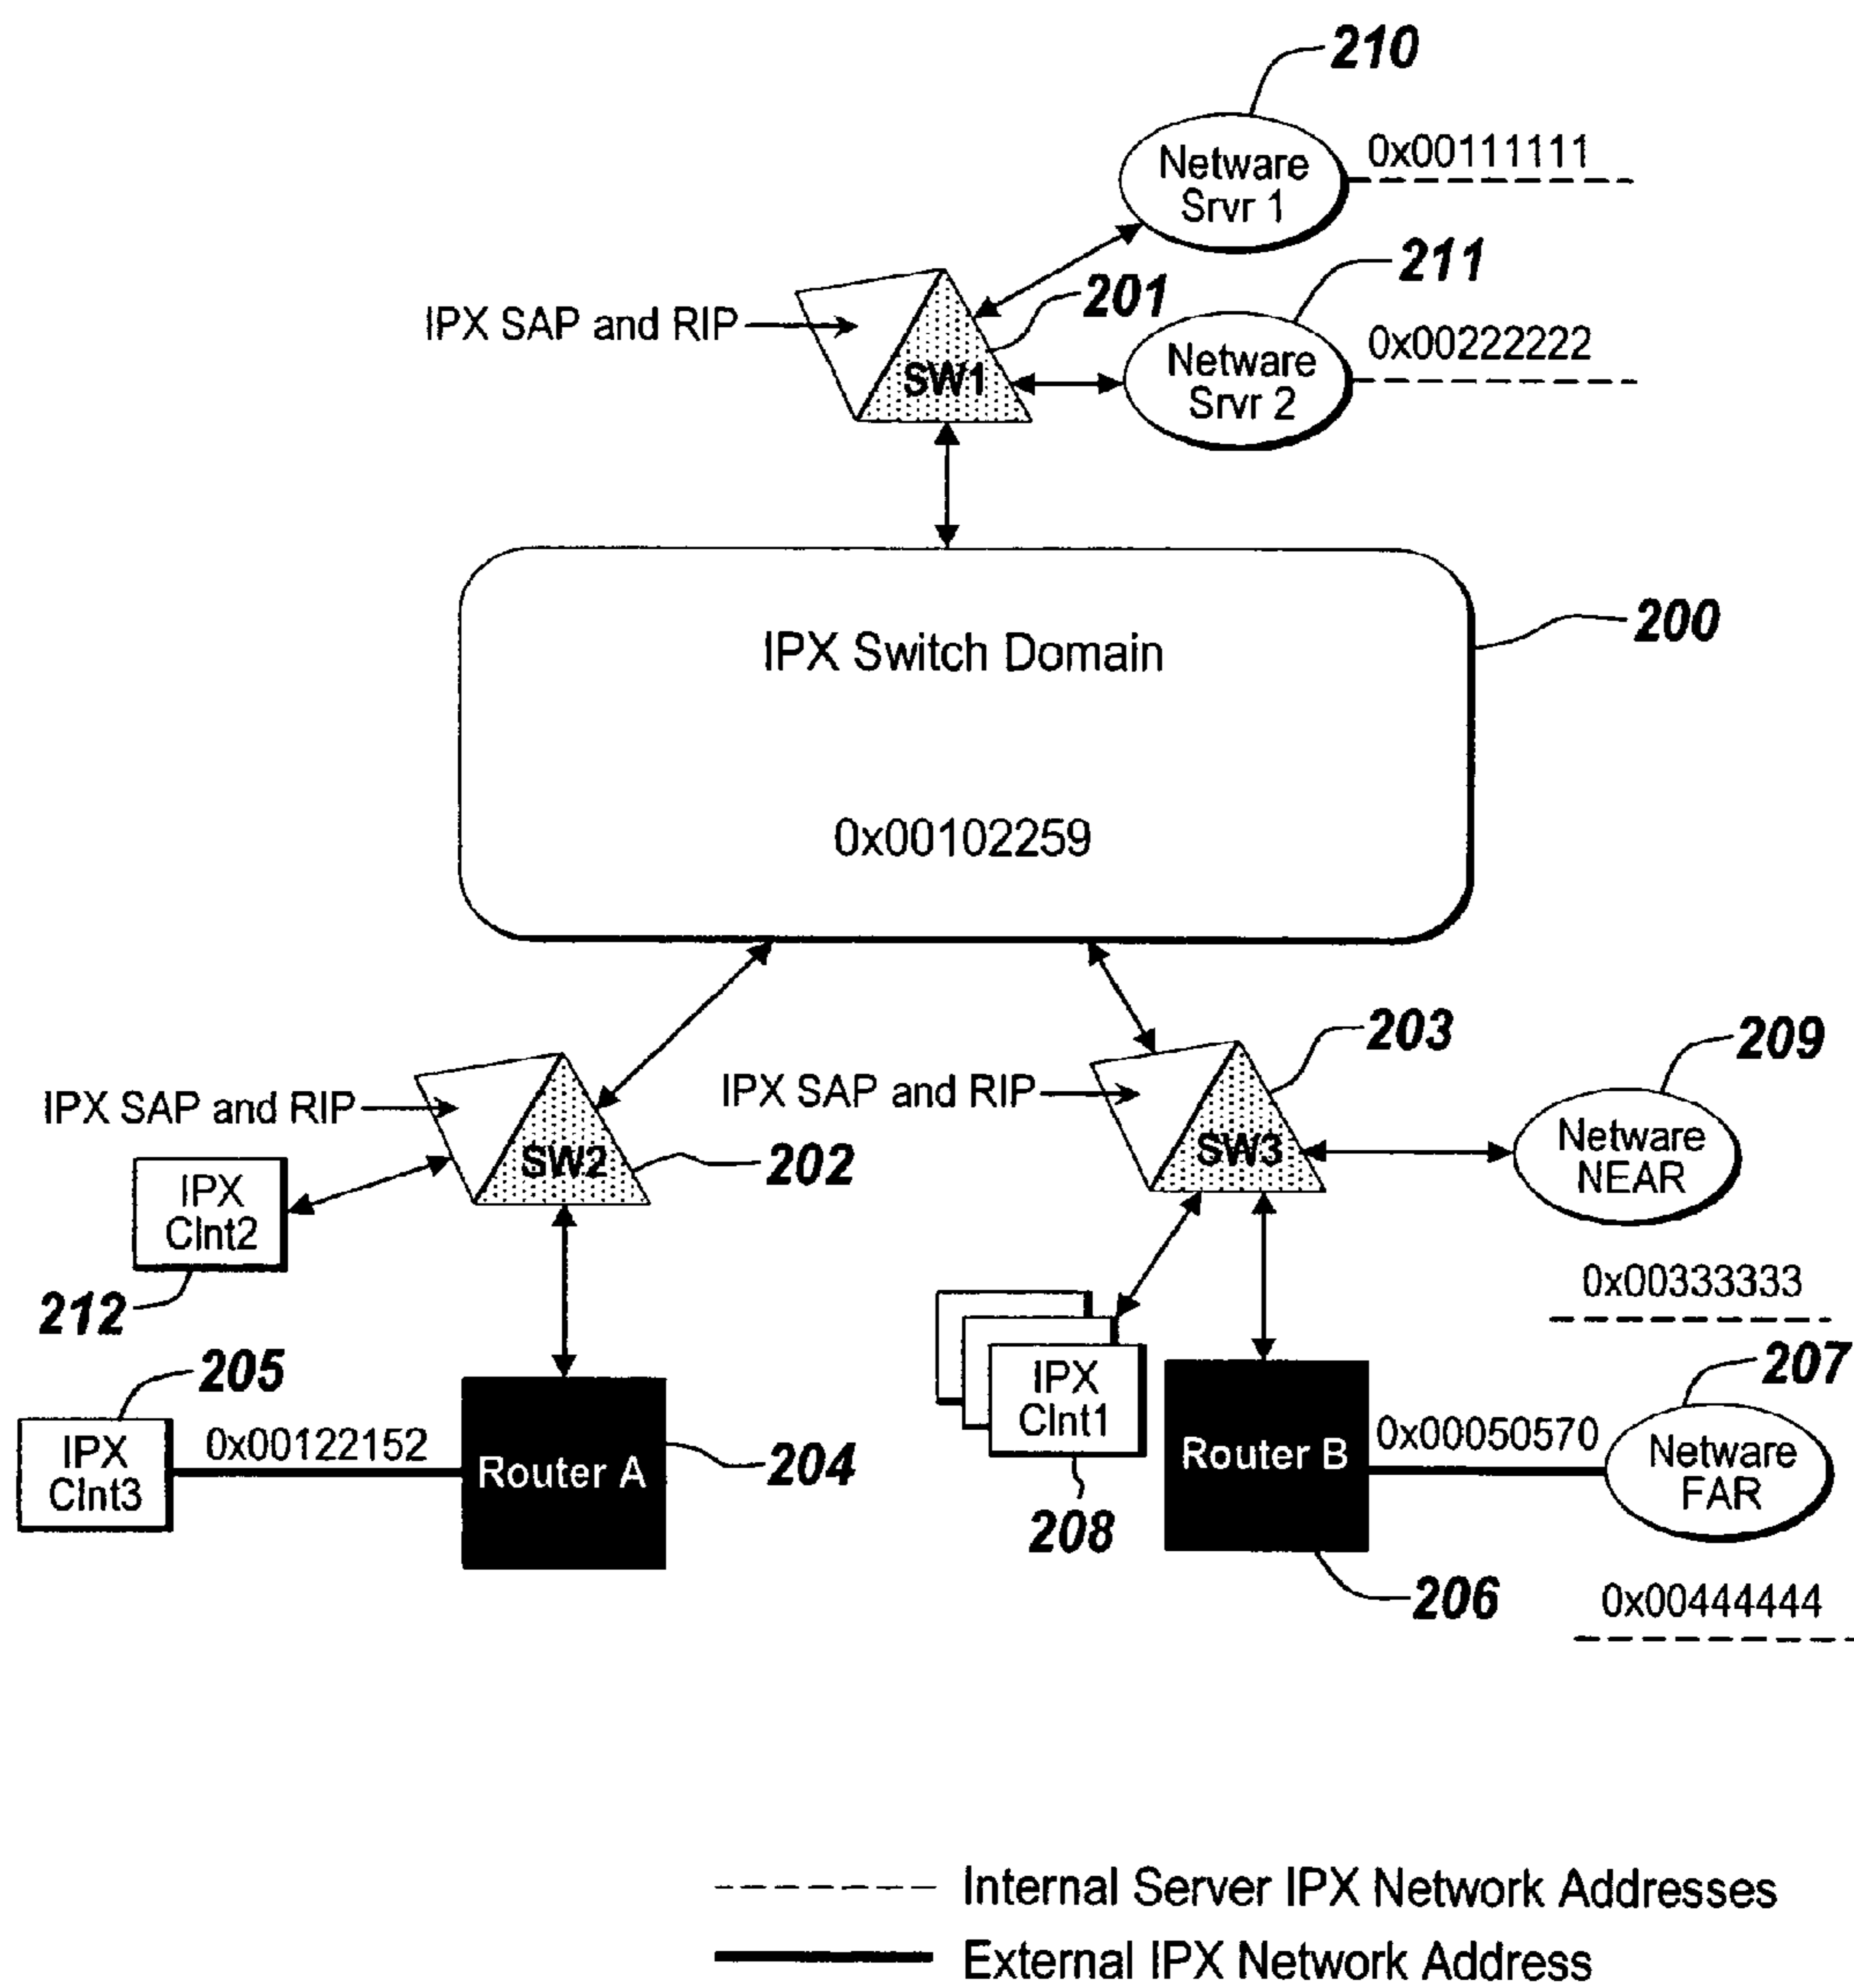 210
Netware
Srvr 1
0x00111111
211
201
IPX SAP and RIP
SW1
Netware
Srvr 2
0x00222222
IPX Switch Domain
200
0x00102259
203
209
IPX SAP and RIP
SW2
202
IPX SAP and RIP
SW3
Netware
NEAR
IPX
Clnt2
212
0x00333333
205
207
IPX
Clnt3
0x00122152
Router A
204
IPX
Clnt1
208
Router B
0x00050570
Netware
FAR
206
0x00444444
Internal Server IPX Network Addresses
External IPX Network Address